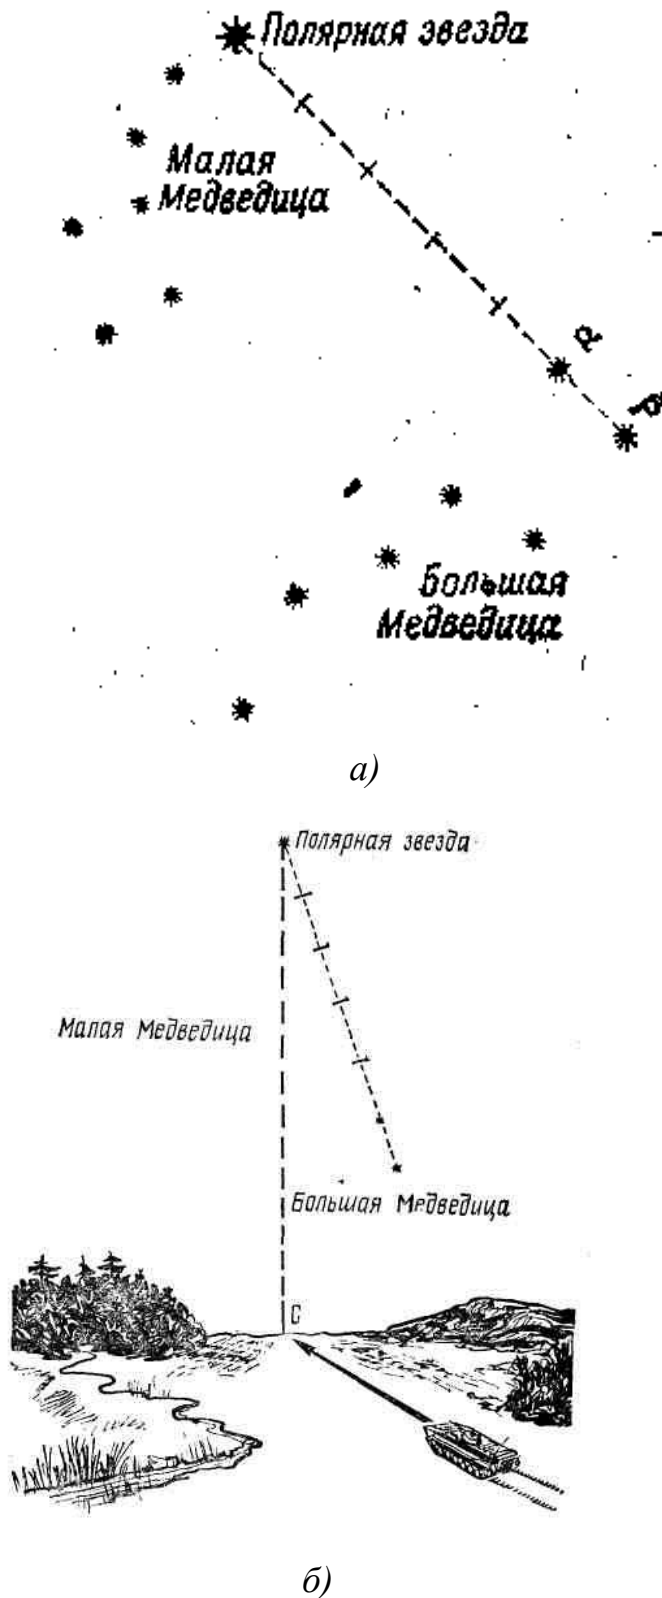 Полярная звезда
Малая
Медведица
α
β
Большая
Медведица
а)
Полярная звезда
Малая Медведица
Большая Медведица
С
б)